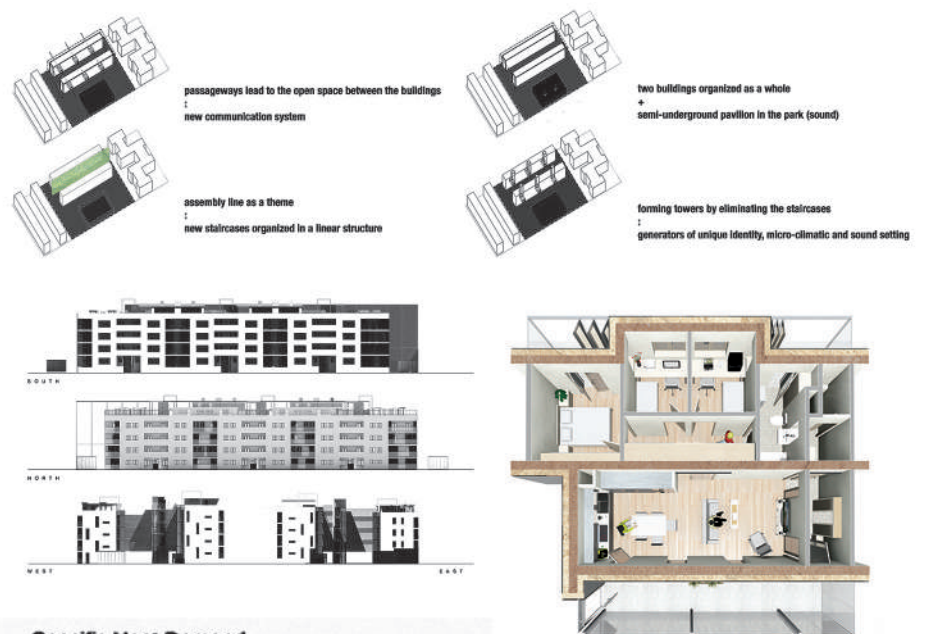 passageways lead to the open space between the buildings
:
new communication system
two buildings organized as a whole
+
semi-underground pavilion in the park (sound)
assembly line as a theme
:
new staircases organized in a linear structure
forming towers by eliminating the staircases
:
generators of unique identity, micro-climatic and sound setting
SOUTH
NORTH
WEST
EAST